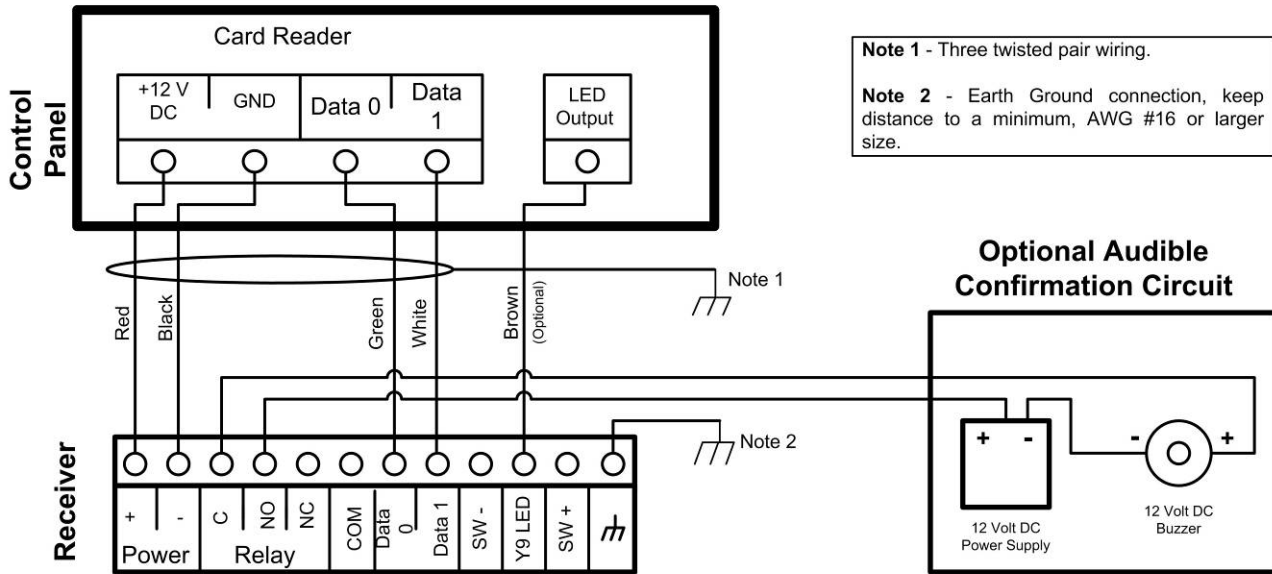 Control
Panel
Card Reader
+12 V
DC
GND
Data 0
Data
1
LED
Output
Note 1 - Three twisted pair wiring.
Note 2 - Earth Ground connection, keep
distance to a minimum, AWG #16 or larger
size.
Red
Black
Green
White
Brown
(Optional)
Note 1
Optional Audible
Confirmation Circuit
+
-
12 Volt DC
Power Supply
-
+
12 Volt DC
Buzzer
Note 2
Receiver
+
-
Power
C
NO
NC
Relay
COM
Data
0
Data 1
SW -
Y9 LED
SW +